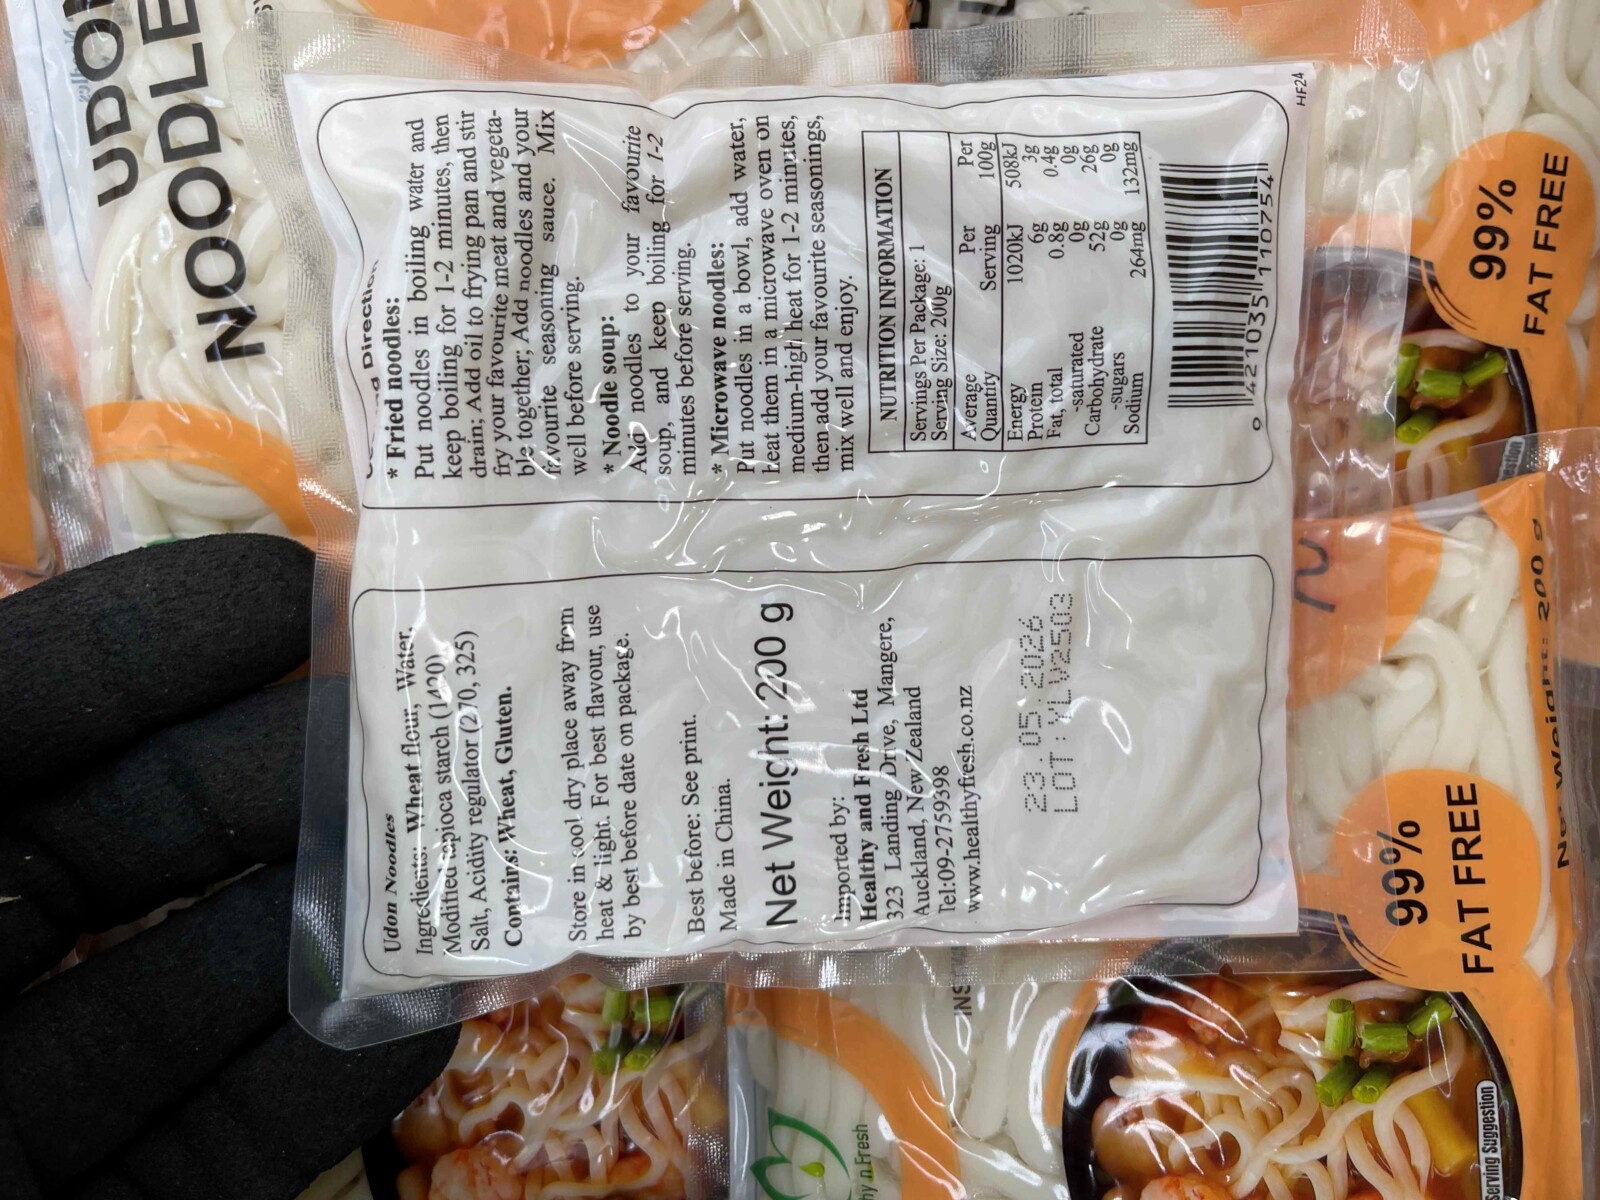 Udon Noodles
Ingredients: Wheat flour, Water,
Modified tapioca starch (1420),
Salt, Acidity regulator (270, 325)
Contains: Wheat, Gluten.
Store in cool dry place away from
heat & light. For best flavour, use
by best before date on package.
Best before: See print.
Made in China.
Net Weight: 200 g
Imported by:
Healthy and Fresh Ltd
323 Landing Drive, Mangere,
Auckland, New Zealand
Tel:09-2759398
www.healthyfresh.co.nz
23.05.2026
LOT: YLV2503
* Fried noodles:
Put noodles in boiling water and
keep boiling for 1-2 minutes, then
drain; Add oil to frying pan and stir
fry your favourite meat and vegeta-
ble together; Add noodles and your
favourite seasoning sauce. Mix
well before serving.
* Noodle soup:
Add noodles to your favourite
soup, and keep boiling for 1-2
minutes before serving.
* Microwave noodles:
Put noodles in a bowl, add water,
heat them in a microwave oven on
medium-high heat for 1-2 minutes,
then add your favourite seasonings,
mix well and enjoy.
NUTRITION INFORMATION
Servings Per Package: 1
Serving Size: 200g
Average Quantity Per Serving Per 100g
Energy 1020kJ 508kJ
Protein 6g 3g
Fat, total 0.8g 0.4g
-saturated 0g 0g
Carbohydrate 52g 26g
-sugars 0g 0g
Sodium 264mg 132mg
9 421035 110754
HF24
UDON
NOODLE
99%
FAT FREE
99%
FAT FREE
Net Weight: 200 g
Serving Suggestion
n Fresh